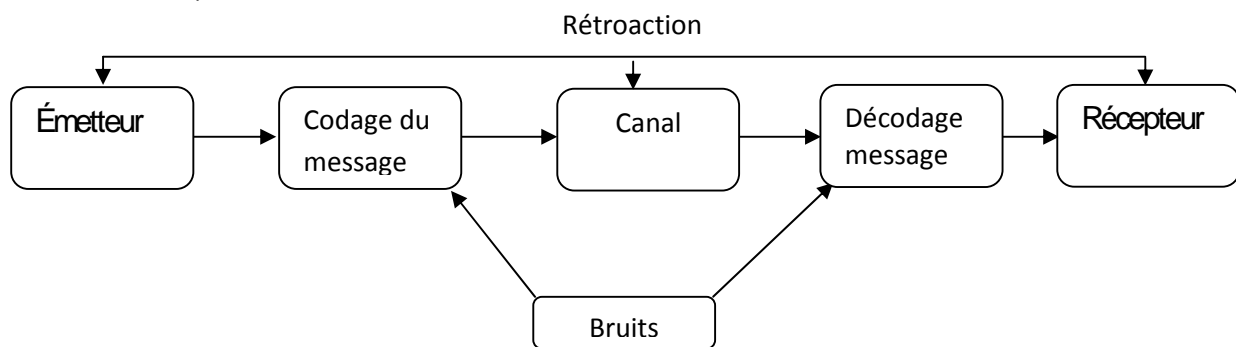 Rétroaction
Émetteur
Codage du
message
Canal
Décodage
message
Récepteur
Bruits